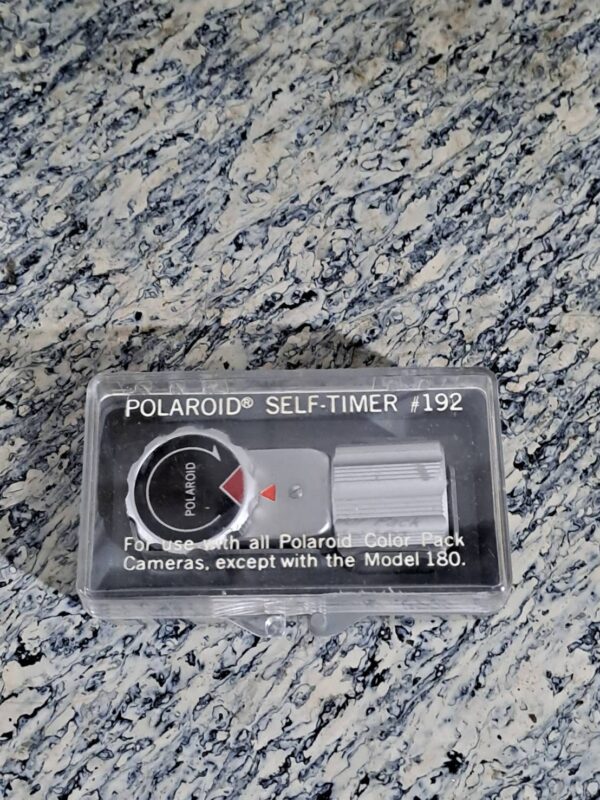 POLAROID® SELF-TIMER #192
POLAROID
For use with all Polaroid Color Pack
Cameras, except with the Model 180.